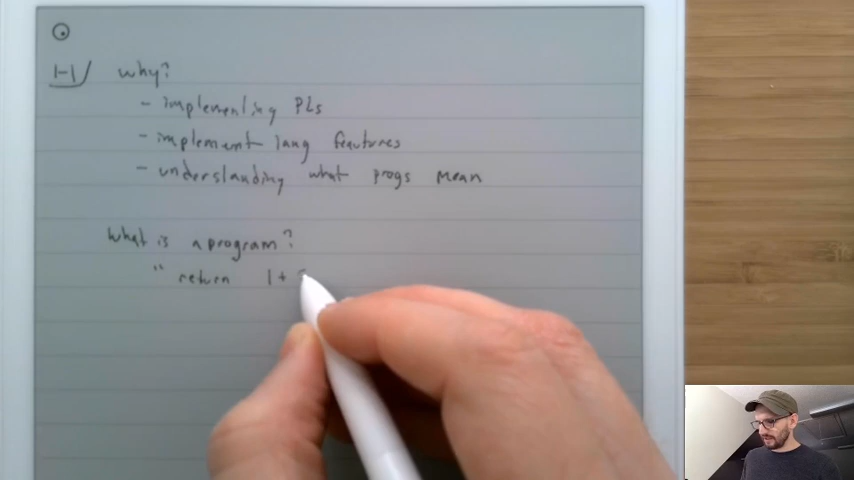 1-1/ why?
- implementing PLs
- implement lang features
- understanding what progs mean
What is a program?
" return 1 +